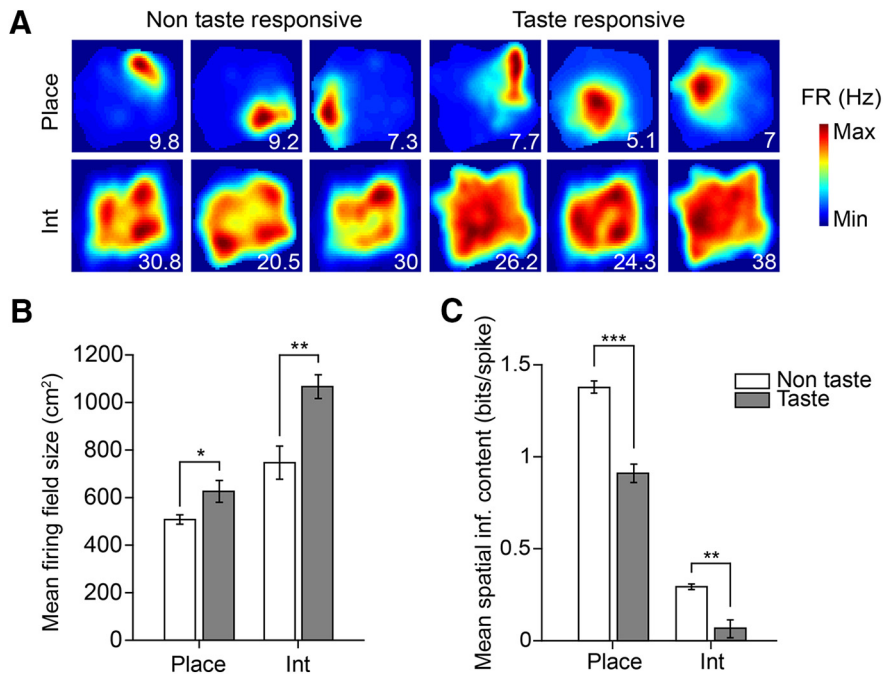 A
Non taste responsive
Taste responsive
Place
9.8
9.2
7.3
7.7
5.1
7
Int
30.8
20.5
30
26.2
24.3
38
FR (Hz)
Max
Min
B
Mean firing field size (cm²)
1200
1000
800
600
400
200
0
*
**
Place
Int
C
Mean spatial inf. content (bits/spike)
1.5
1
0.5
0
***
**
Place
Int
Non taste
Taste